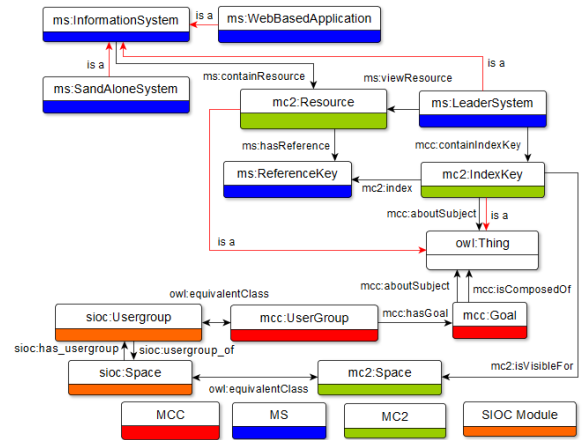 ms:InformationSystem
is a
ms:WebBasedApplication
is a
is a
ms:containResource
ms:viewResource
ms:SandAloneSystem
mc2:Resource
ms:LeaderSystem
ms:hasReference
mcc:containIndexKey
ms:ReferenceKey
mc2:index
mc2:IndexKey
mcc:aboutSubject
is a
is a
owl:Thing
mcc:aboutSubject
mcc:isComposedOf
owl:equivalentClass
sioc:Usergroup
mcc:UserGroup
mcc:hasGoal
mcc:Goal
sioc:has_usergroup
sioc:usergroup_of
mc2:isVisibleFor
sioc:Space
owl:equivalentClass
mc2:Space
MCC
MS
MC2
SIOC Module